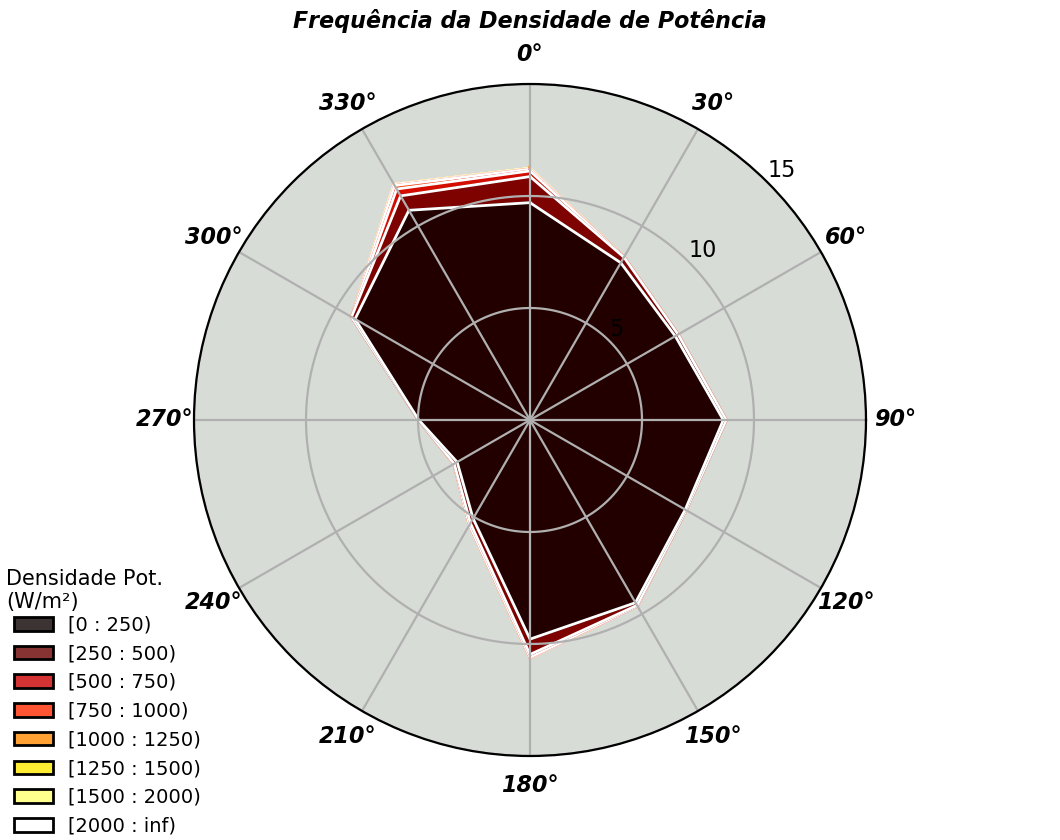 Frequência da Densidade de Potência
0°
330°
30°
15
300°
60°
10
5
270°
90°
240°
120°
210°
150°
180°
Densidade Pot.
(W/m²)
[0 : 250)
[250 : 500)
[500 : 750)
[750 : 1000)
[1000 : 1250)
[1250 : 1500)
[1500 : 2000)
[2000 : inf)